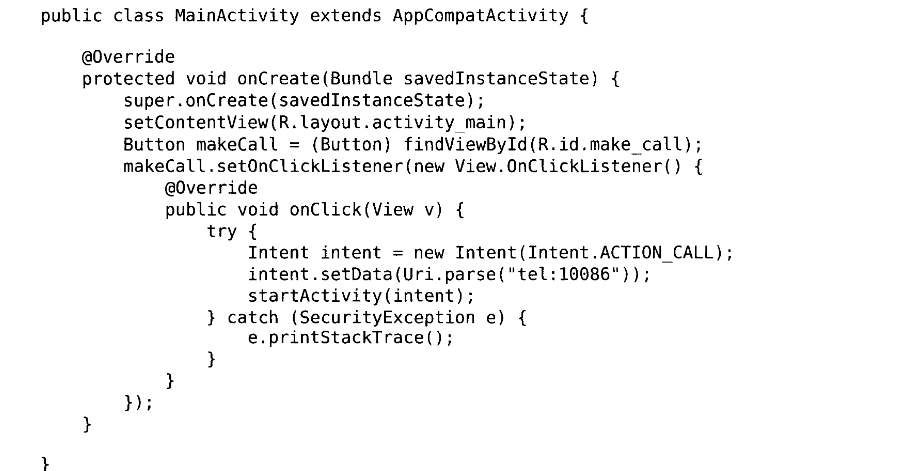 public class MainActivity extends AppCompatActivity {
@Override
protected void onCreate(Bundle savedInstanceState) {
super.onCreate(savedInstanceState);
setContentView(R.layout.activity_main);
Button makeCall = (Button) findViewById(R.id.make_call);
makeCall.setOnClickListener(new View.OnClickListener() {
@Override
public void onClick(View v) {
try {
Intent intent = new Intent(Intent.ACTION_CALL);
intent.setData(Uri.parse("tel:10086"));
startActivity(intent);
} catch (SecurityException e) {
e.printStackTrace();
}
}
});
}
}